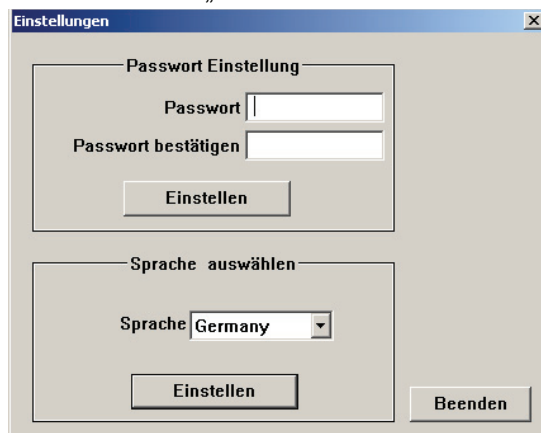 „
Einstellungen
Passwort Einstellung
Passwort
Passwort bestätigen
Einstellen
Sprache auswählen
Sprache Germany
Einstellen
Beenden